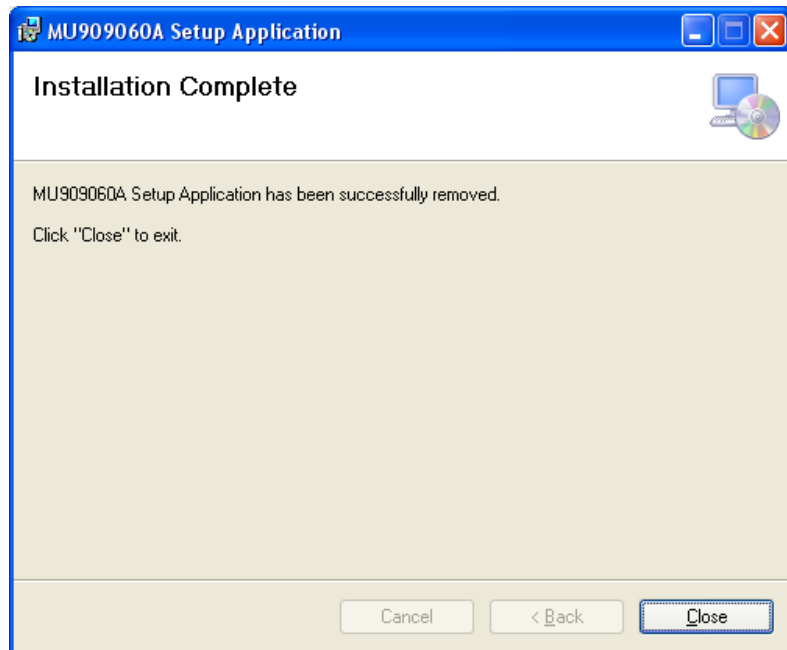 MU909060A Setup Application
Installation Complete
MU909060A Setup Application has been successfully removed.
Click "Close" to exit.
Cancel
< Back
Close